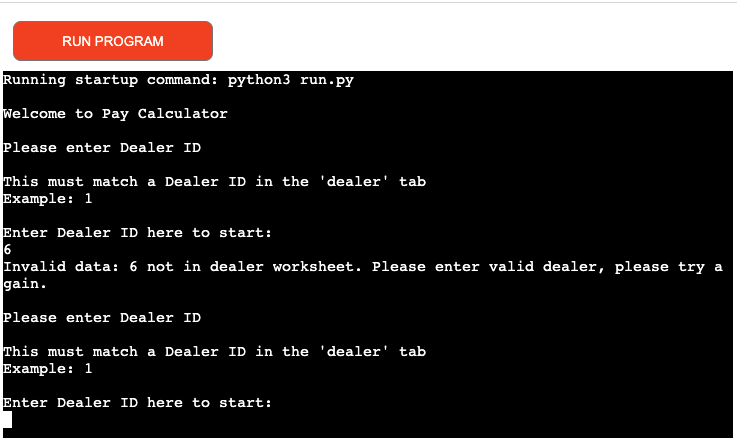 RUN PROGRAM
Running startup command: python3 run.py
Welcome to Pay Calculator
Please enter Dealer ID
This must match a Dealer ID in the 'dealer' tab
Example: 1
Enter Dealer ID here to start:
6
Invalid data: 6 not in dealer worksheet. Please enter valid dealer, please try a
gain.
Please enter Dealer ID
This must match a Dealer ID in the 'dealer' tab
Example: 1
Enter Dealer ID here to start: